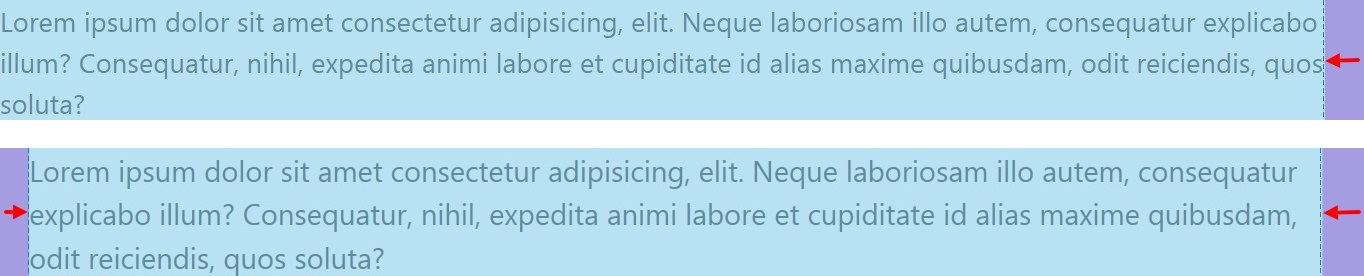 Lorem ipsum dolor sit amet consectetur adipisicing, elit. Neque laboriosam illo autem, consequatur explicabo
illum? Consequatur, nihil, expedita animi labore et cupiditate id alias maxime quibusdam, odit reiciendis, quos
soluta?
Lorem ipsum dolor sit amet consectetur adipisicing, elit. Neque laboriosam illo autem, consequatur
explicabo illum? Consequatur, nihil, expedita animi labore et cupiditate id alias maxime quibusdam,
odit reiciendis, quos soluta?